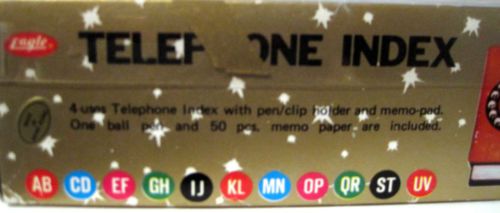 Eagle
TELEP ONE INDEX
4-uses Telephone Index with pen/clip holder and memo-pad.
One ball pen and 50 pcs. memo paper are included.
AB CD EF GH IJ KL MN OP QR ST UV